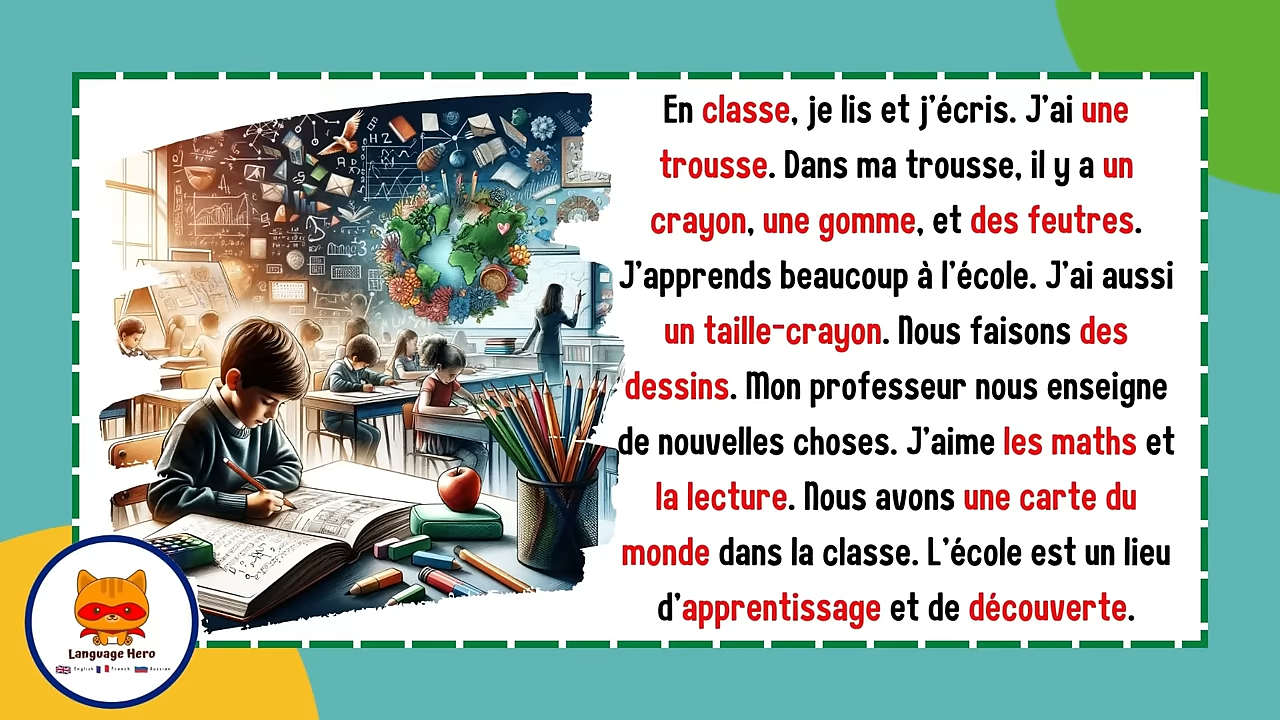 En classe, je lis et j'écris. J'ai une
trousse. Dans ma trousse, il y a un
crayon, une gomme, et des feutres.
J'apprends beaucoup à l'école. J'ai aussi
un taille-crayon. Nous faisons des
dessins. Mon professeur nous enseigne
de nouvelles choses. J'aime les maths et
la lecture. Nous avons une carte du
monde dans la classe. L'école est un lieu
d'apprentissage et de découverte.
Language Hero
English French Russian